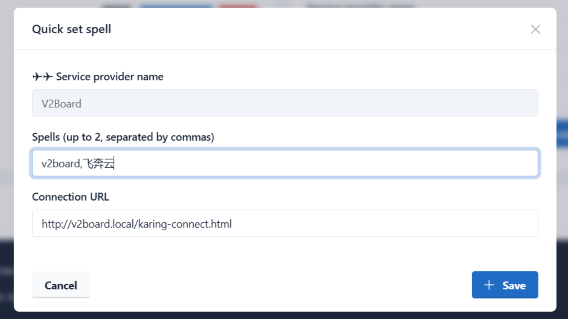 Quick set spell
✈✈ Service provider name
V2Board
Spells (up to 2, separated by commas)
v2board,飞奔云
Connection URL
http://v2board.local/karing-connect.html
Cancel
+ Save